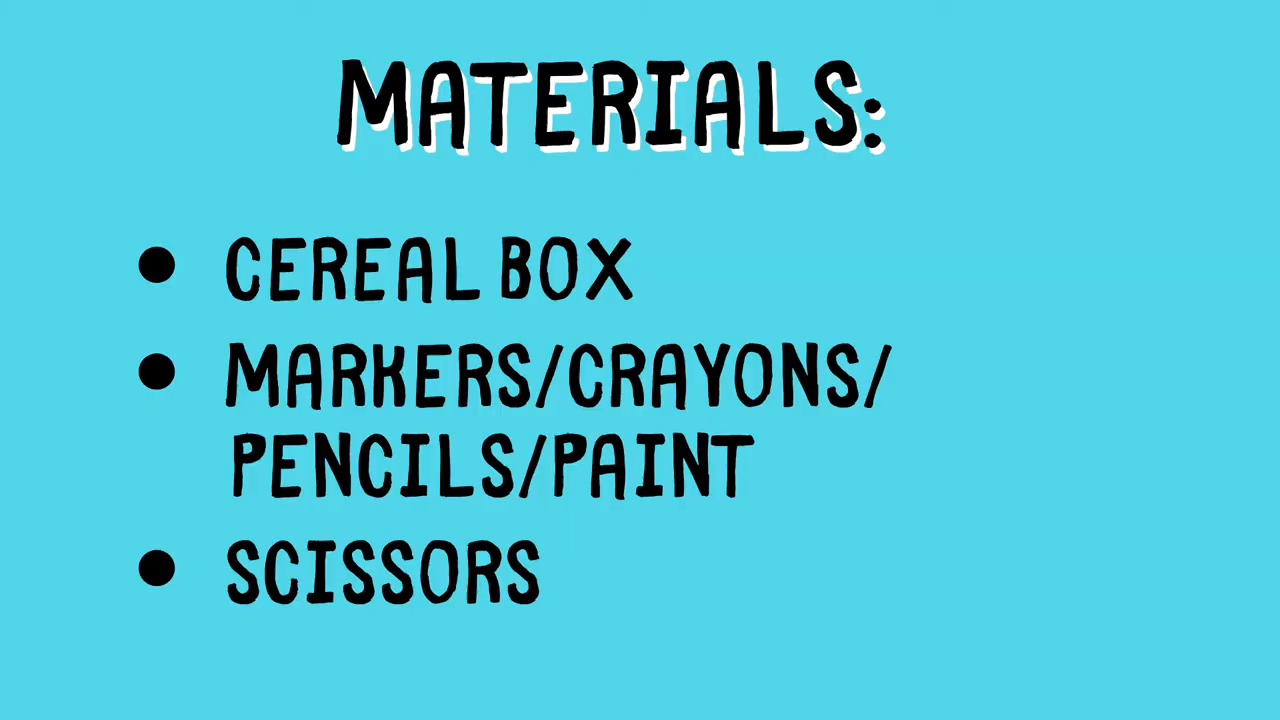 MATERIALS:
● CEREAL BOX
● MARKERS/CRAYONS/
PENCILS/PAINT
● SCISSORS